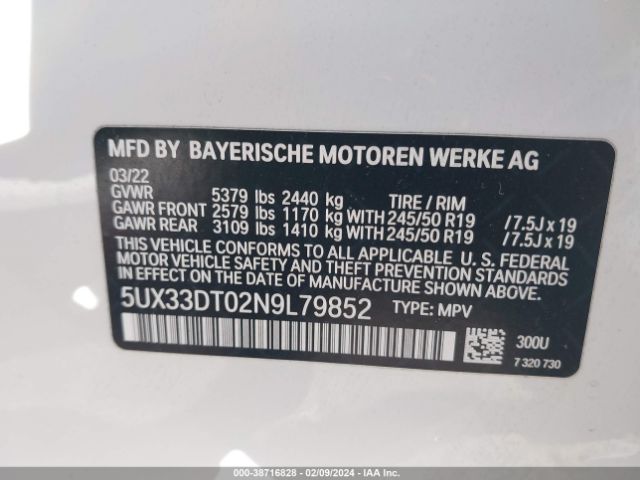 MFD BY BAYERISCHE MOTOREN WERKE AG
03/22
GVWR 5379 lbs 2440 kg TIRE / RIM
GAWR FRONT 2579 lbs 1170 kg WITH 245/50 R19 / 7.5J x 19
GAWR REAR 3109 lbs 1410 kg WITH 245/50 R19 / 7.5J x 19
THIS VEHICLE CONFORMS TO ALL APPLICABLE U. S. FEDERAL
MOTOR VEHICLE SAFETY AND THEFT PREVENTION STANDARDS
IN EFFECT ON THE DATE OF MANUFACTURE SHOWN ABOVE.
5UX33DT02N9L79852 TYPE: MPV
300U
7 320 730
000-38716828 - 02/09/2024 - IAAI.COM